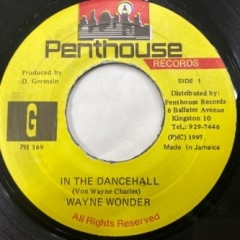 Penthouse
RECORDS
Produced by
D. Germain
SIDE 1
Distributed by:
Penthouse Records
6 Ballater Avenue
Kingston 10
Tel,: 929-7446
(P)(C) 1997
Made in Jamaica
G
PH 169
IN THE DANCEHALL
(Von Wayne Charles)
WAYNE WONDER
All Rights Reserved